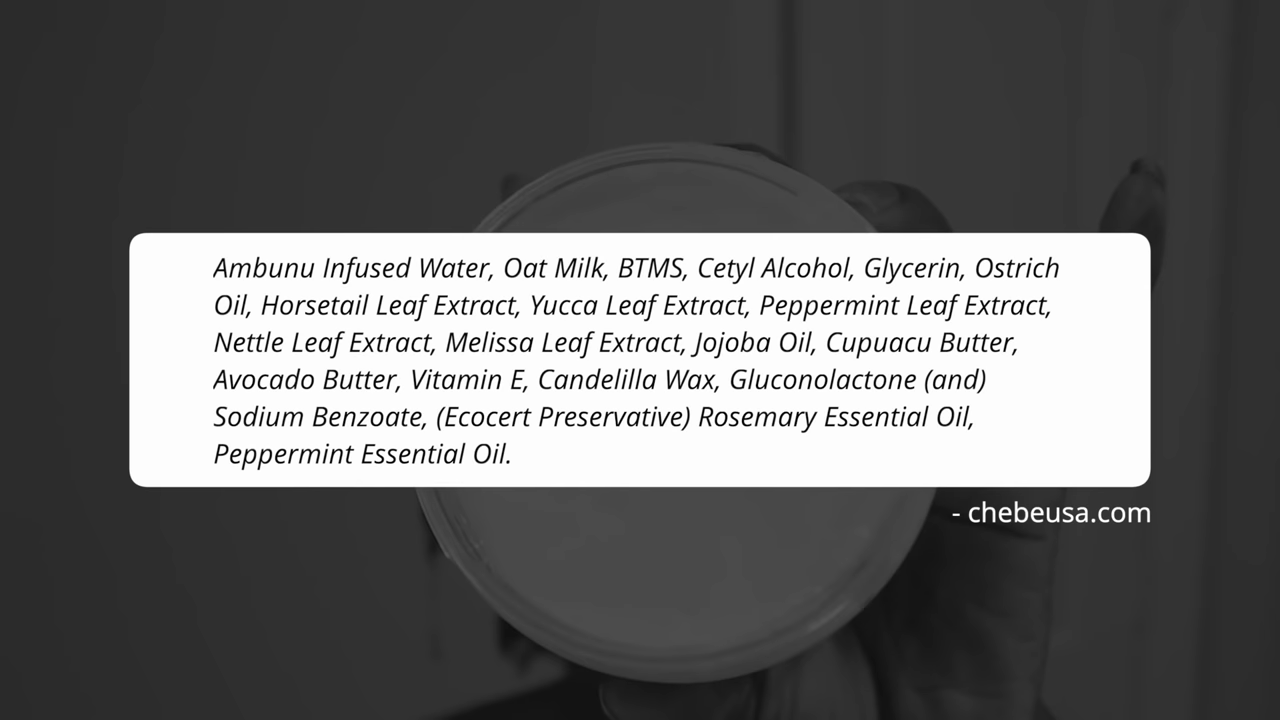 Ambunu Infused Water, Oat Milk, BTMS, Cetyl Alcohol, Glycerin, Ostrich
Oil, Horsetail Leaf Extract, Yucca Leaf Extract, Peppermint Leaf Extract,
Nettle Leaf Extract, Melissa Leaf Extract, Jojoba Oil, Cupuacu Butter,
Avocado Butter, Vitamin E, Candelilla Wax, Gluconolactone (and)
Sodium Benzoate, (Ecocert Preservative) Rosemary Essential Oil,
Peppermint Essential Oil.
- chebeusa.com